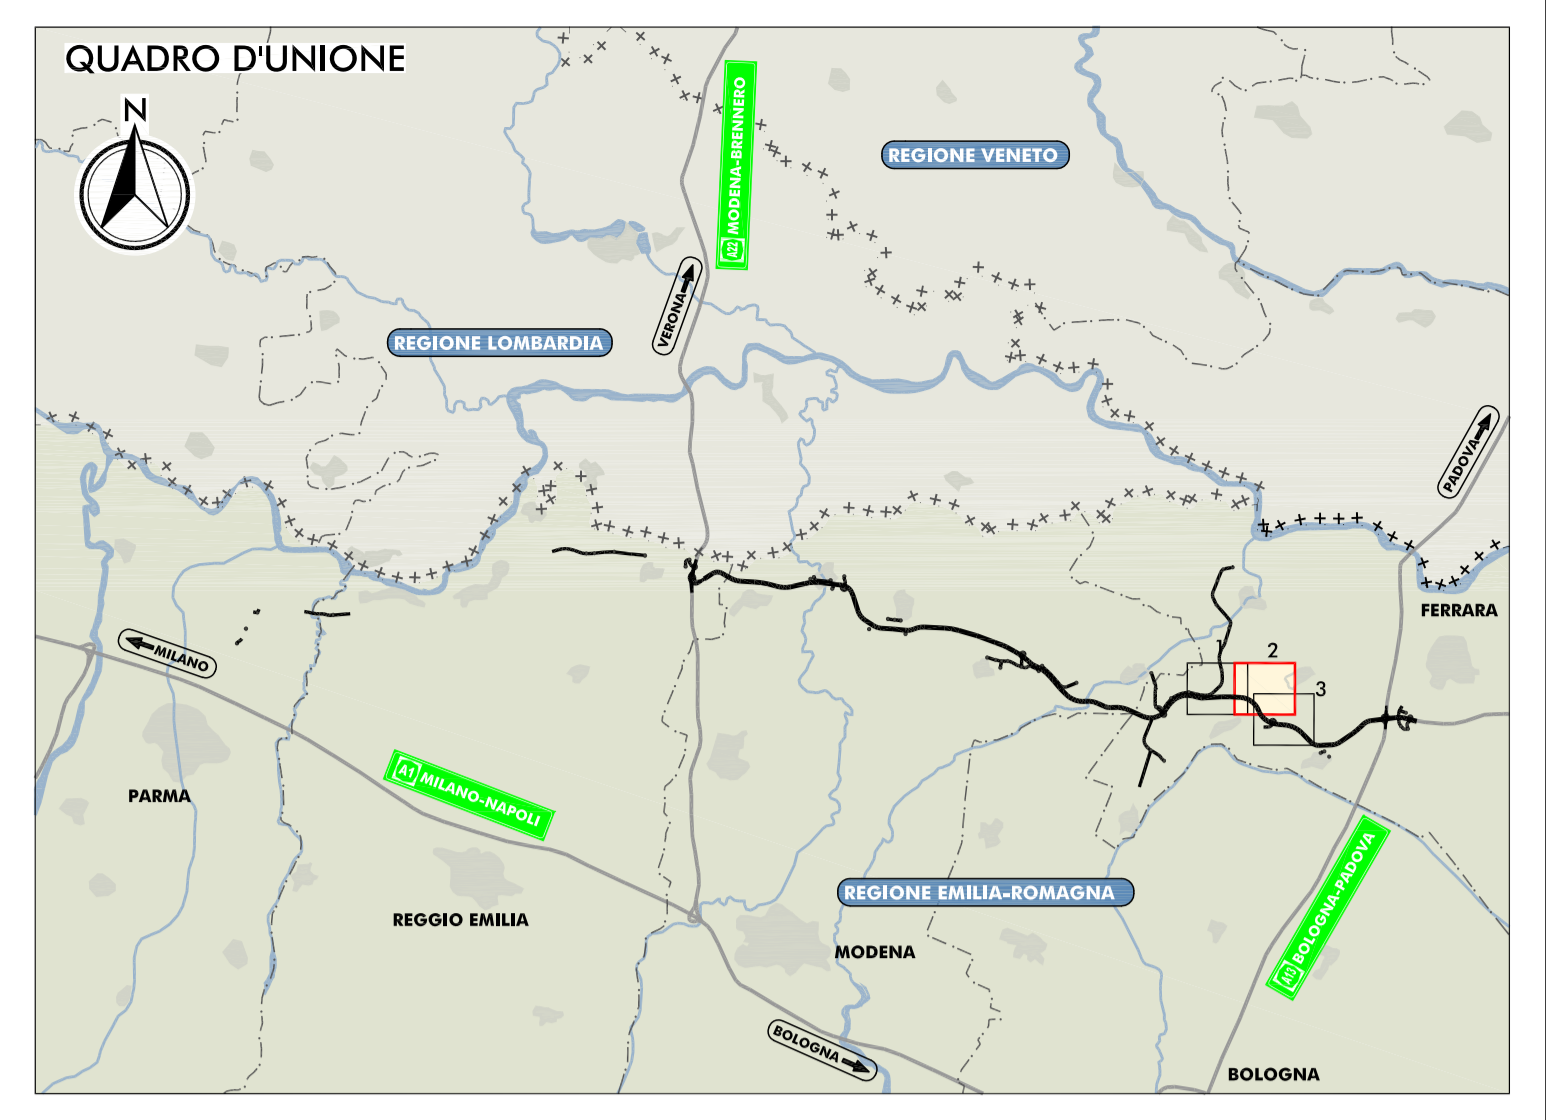 QUADRO D'UNIONE
N
A22 MODENA-BRENNERO
REGIONE VENETO
VERONA
REGIONE LOMBARDIA
PADOVA
FERRARA
MILANO
1
2
3
PARMA
A1 MILANO-NAPOLI
REGIONE EMILIA-ROMAGNA
A13 BOLOGNA-PADOVA
REGGIO EMILIA
MODENA
BOLOGNA
BOLOGNA